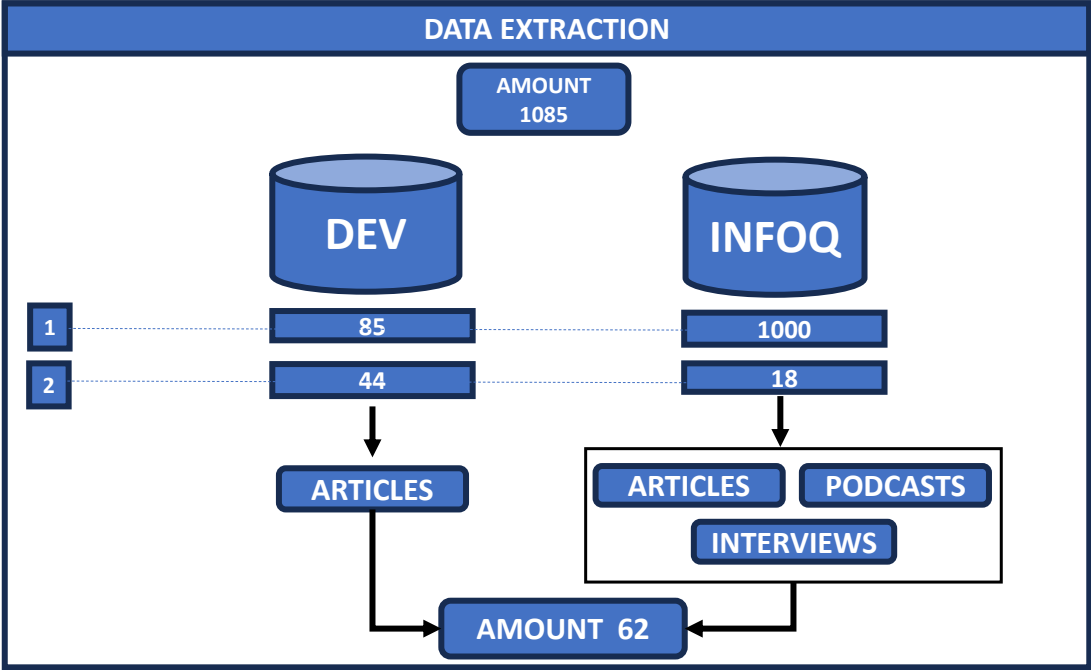 DATA EXTRACTION
AMOUNT
1085
DEV
INFOQ
1
85
1000
2
44
18
ARTICLES
ARTICLES
PODCASTS
INTERVIEWS
AMOUNT 62